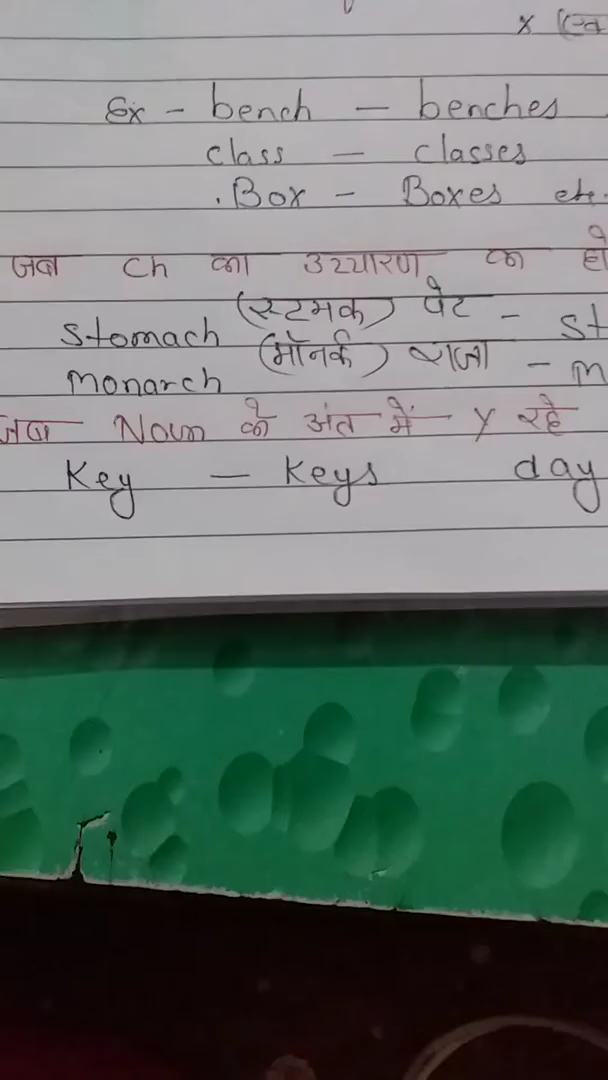 x
Ex - bench - benches
class - classes
.Box - Boxes etc.
जब ch का उच्चारण क हो
stomach (स्टमक) पेट - st
monarch (मॉनर्क) राजा - m
जब Noun के अंत में y रहे
Key - Keys day